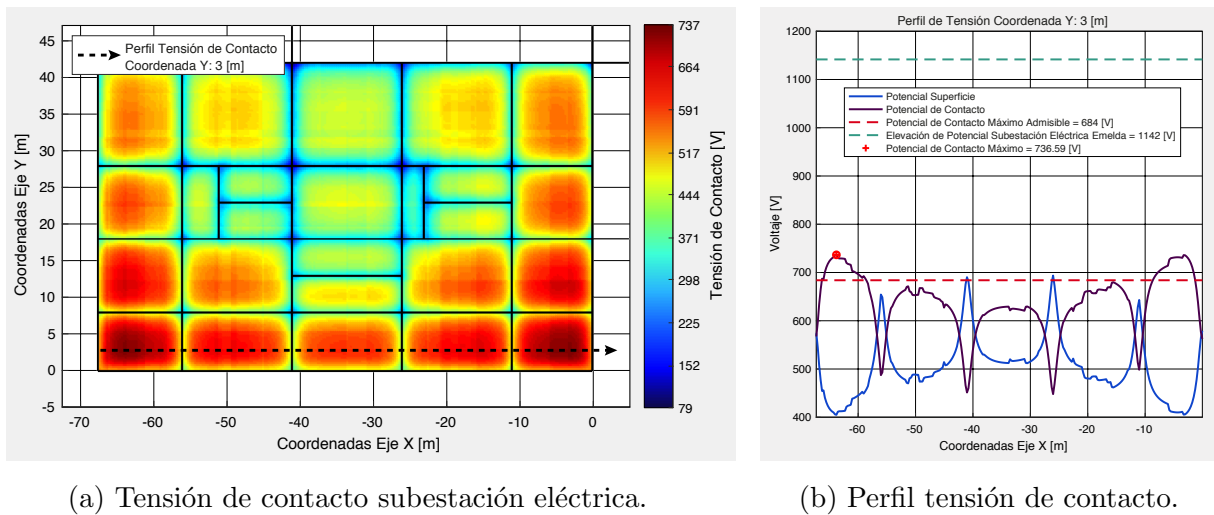 Perfil Tensión de Contacto
Coordenada Y: 3 [m]
45
40
35
30
25
20
15
10
5
0
-5
-70
-60
-50
-40
-30
-20
-10
0
Coordenadas Eje Y [m]
Coordenadas Eje X [m]
737
664
591
517
444
371
298
225
152
79
Tensión de Contacto [V]
Perfil de Tensión Coordenada Y: 3 [m]
1200
1100
1000
900
800
700
600
500
400
Voltaje [V]
Potencial Superficie
Potencial de Contacto
Potencial de Contacto Máximo Admisible = 684 [V]
Elevación de Potencial Subestación Eléctrica Emelda = 1142 [V]
Potencial de Contacto Máximo = 736.59 [V]
-60
-50
-40
-30
-20
-10
Coordenadas Eje X [m]
(a) Tensión de contacto subestación eléctrica.
(b) Perfil tensión de contacto.